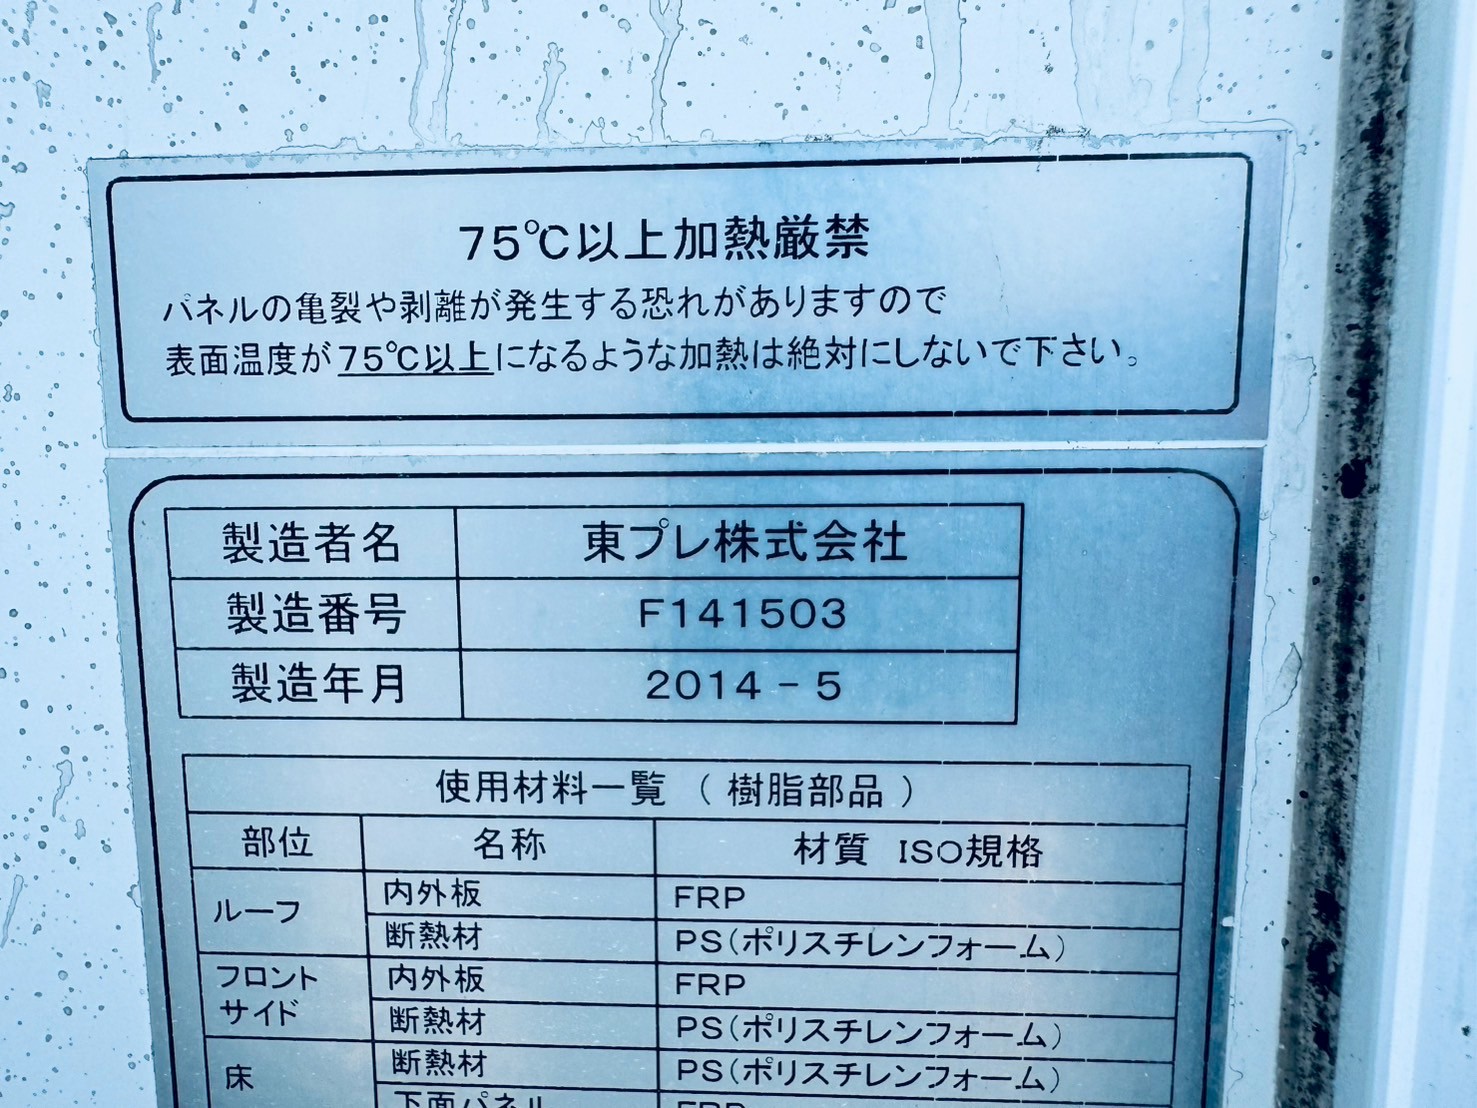 75℃以上加熱厳禁
パネルの亀裂や剥離が発生する恐れがありますので
表面温度が75℃以上になるような加熱は絶対にしないで下さい。
製造者名 東プレ株式会社
製造番号 F141503
製造年月 2014-5
使用材料一覧 (樹脂部品)
部位 名称 材質 ISO規格
ルーフ 内外板 FRP
断熱材 PS(ポリスチレンフォーム)
フロント
サイド 内外板 FRP
断熱材 PS(ポリスチレンフォーム)
床 断熱材 PS(ポリスチレンフォーム)
下面パネル FRP